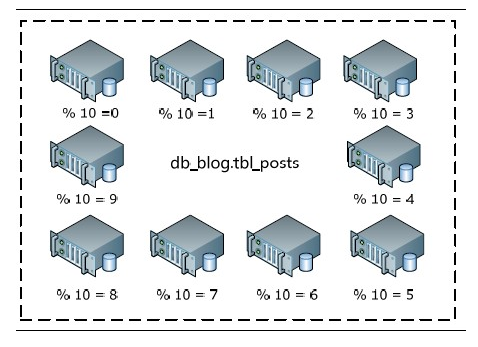 % 10 =0 % 10 =1 % 10 = 2 % 10 = 3
% 10 = 9 db_blog.tbl_posts % 10 = 4
% 10 = 8 % 10 = 7 % 10 = 6 % 10 = 5